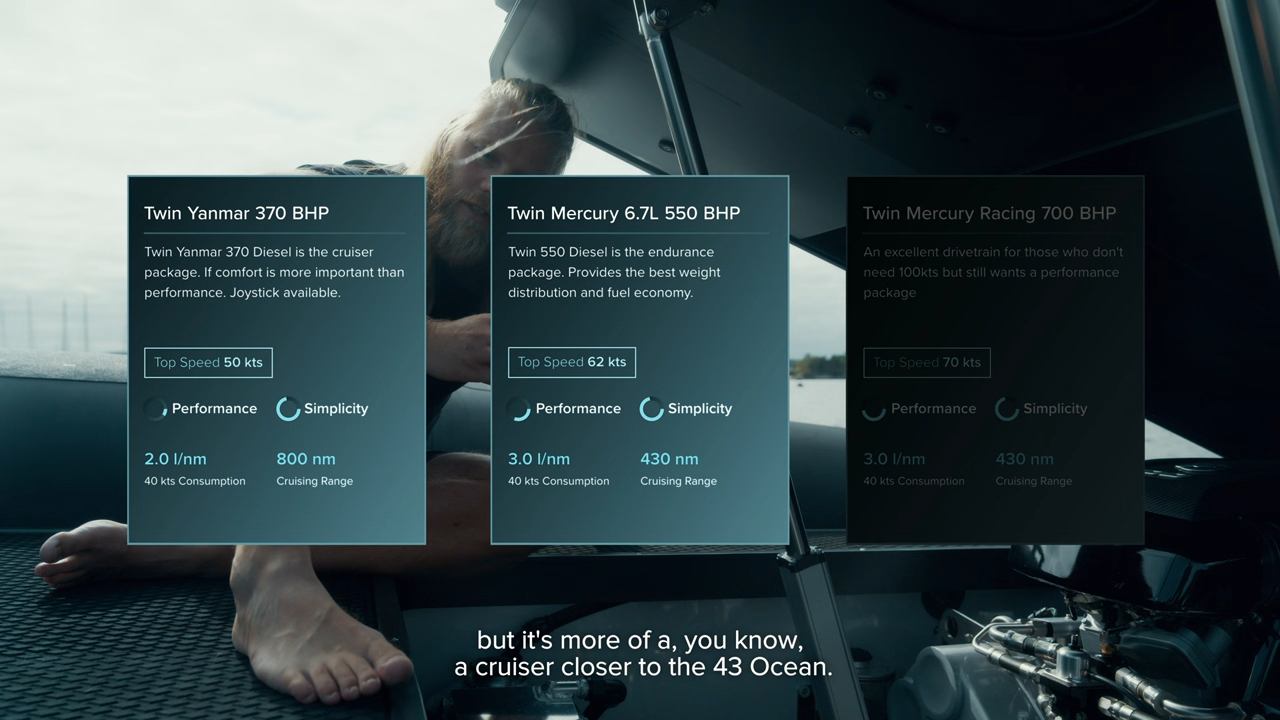 Twin Yanmar 370 BHP
Twin Yanmar 370 Diesel is the cruiser
package. If comfort is more important than
performance. Joystick available.
Top Speed 50 kts
Performance
Simplicity
2.0 l/nm
40 kts Consumption
800 nm
Cruising Range
Twin Mercury 6.7L 550 BHP
Twin 550 Diesel is the endurance
package. Provides the best weight
distribution and fuel economy.
Top Speed 62 kts
Performance
Simplicity
3.0 l/nm
40 kts Consumption
430 nm
Cruising Range
Twin Mercury Racing 700 BHP
An excellent drivetrain for those who don't
need 100kts but still wants a performance
package
Top Speed 70 kts
Performance
Simplicity
3.0 l/nm
40 kts Consumption
430 nm
Cruising Range
but it's more of a, you know,
a cruiser closer to the 43 Ocean.